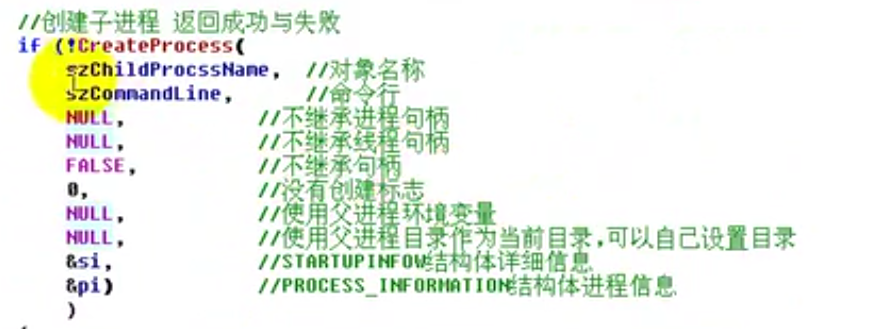 //创建子进程 返回成功与失败
if (!CreateProcess(
szChildProcssName, //对象名称
szCommandLine, //命令行
NULL, //不继承进程句柄
NULL, //不继承线程句柄
FALSE, //不继承句柄
0, //没有创建标志
NULL, //使用父进程环境变量
NULL, //使用父进程目录作为当前目录,可以自己设置目录
&si, //STARTUPINFOW结构体详细信息
&pi) //PROCESS_INFORMATION结构体进程信息
)